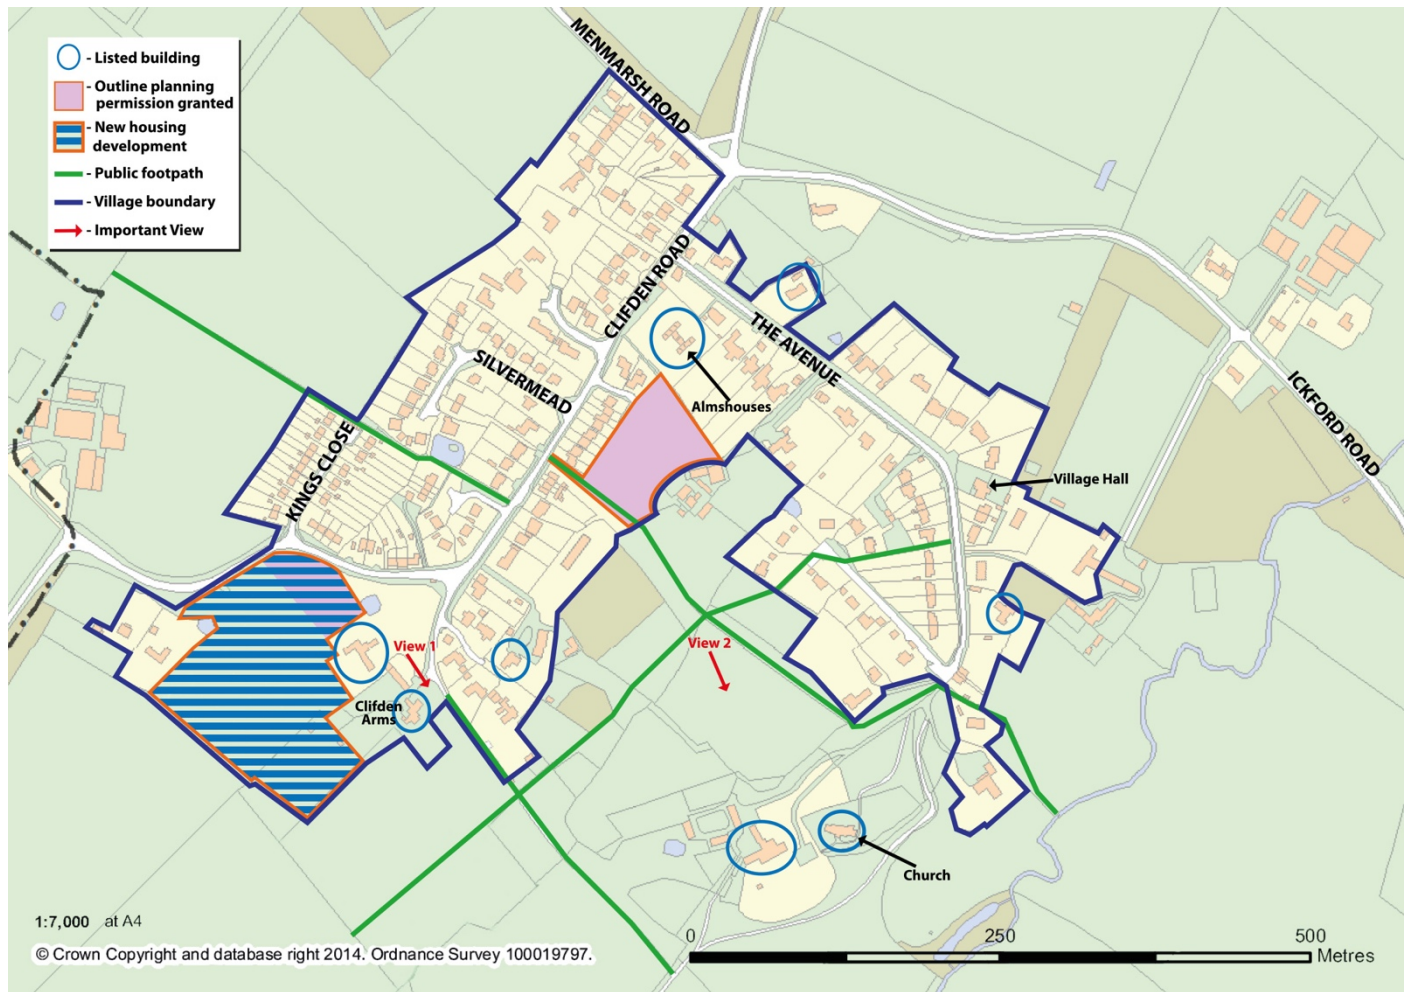 - Listed building
- Outline planning
permission granted
- New housing
development
- Public footpath
- Village boundary
- Important View
MENMARSH ROAD
CLIFDEN ROAD
THE AVENUE
SILVERMEAD
Almshouses
ICKFORD ROAD
KINGS CLOSE
Village Hall
View 1
View 2
Clifden
Arms
Church
1:7,000 at A4
© Crown Copyright and database right 2014. Ordnance Survey 100019797.
0 250 500
Metres